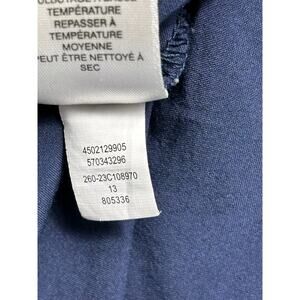 TEMPÉRATURE
REPASSER À
TEMPÉRATURE
MOYENNE
PEUT ÊTRE NETTOYÉ À
SEC
4502129905
570343296
260-23C108970
13
805336